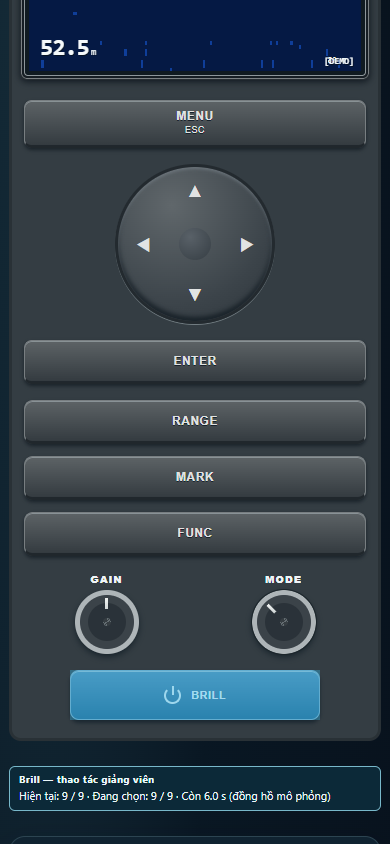 52.5m
[DEMO]
MENU
ESC
ENTER
RANGE
MARK
FUNC
GAIN
MODE
BRILL
Brill — thao tác giảng viên
Hiện tại: 9 / 9 · Đang chọn: 9 / 9 · Còn 6.0 s (đồng hồ mô phỏng)